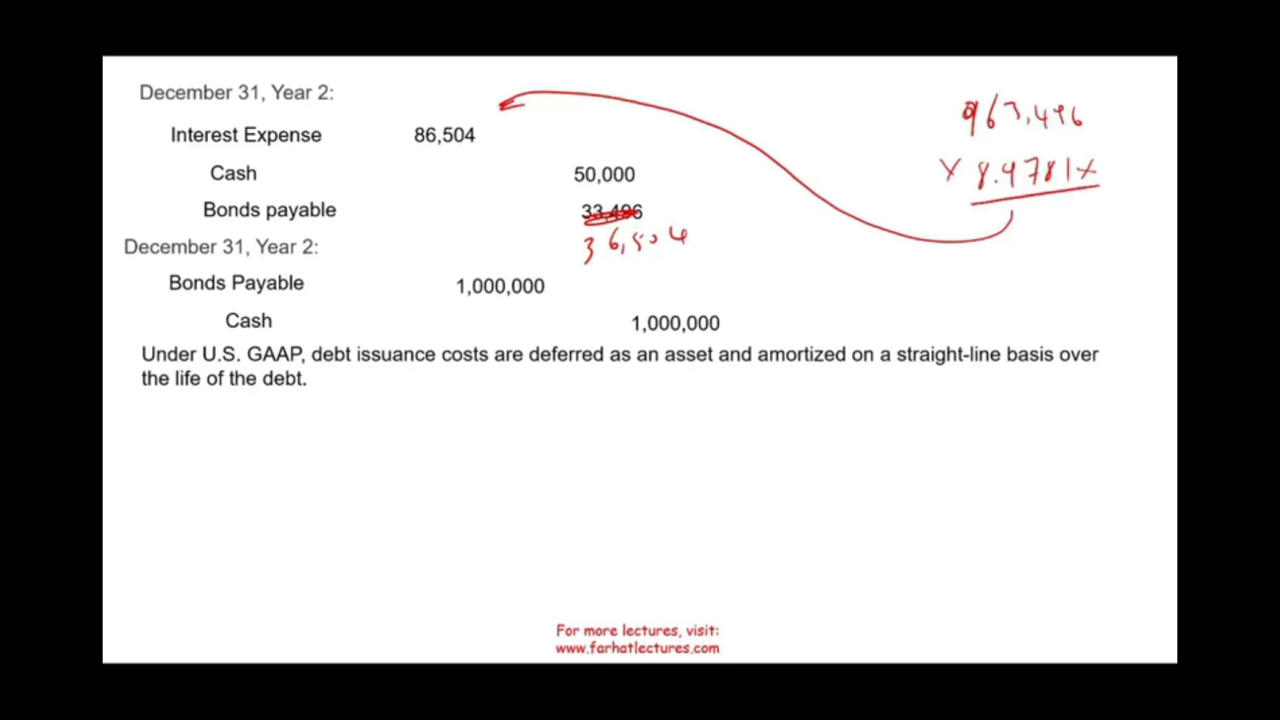 December 31, Year 2:
963,496
Interest Expense 86,504
x 8.9781x
Cash 50,000
Bonds payable 33,496
36,504
December 31, Year 2:
Bonds Payable 1,000,000
Cash 1,000,000
Under U.S. GAAP, debt issuance costs are deferred as an asset and amortized on a straight-line basis over
the life of the debt.
For more lectures, visit:
www.farhatlectures.com